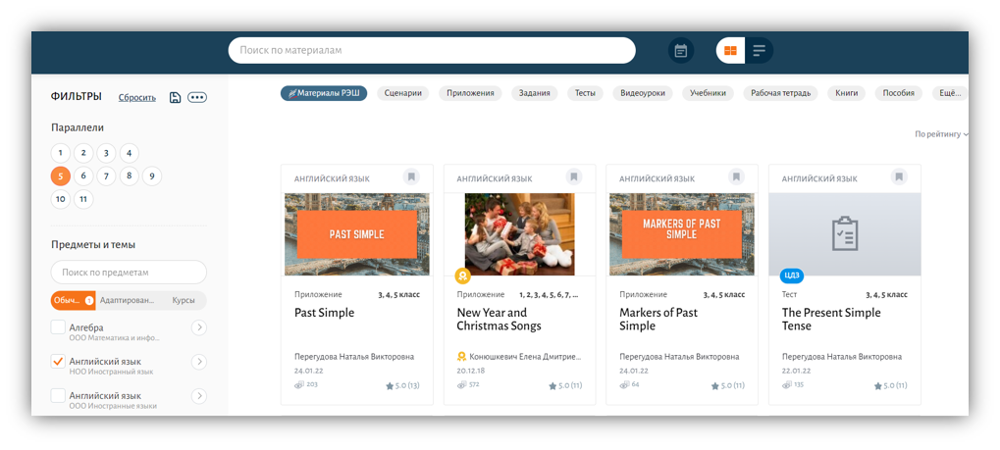 Поиск по материалам
ФИЛЬТРЫ
Сбросить
Параллели
1 2 3 4
5 6 7 8 9
10 11
Предметы и темы
Поиск по предметам
Обыч... 1 Адаптирован... Курсы
Алгебра
ООО Математика и инфо...
Английский язык
НОО Иностранный язык
Английский язык
ООО Иностранные языки
Материалы РЭШ Сценарии Приложения Задания Тесты Видеоуроки Учебники Рабочая тетрадь Книги Пособия Ещё...
По рейтингу
АНГЛИЙСКИЙ ЯЗЫК
PAST SIMPLE
Приложение 3, 4, 5 класс
Past Simple
Перегудова Наталья Викторовна
24.01.22
203 5.0 (13)
АНГЛИЙСКИЙ ЯЗЫК
Приложение 1, 2, 3, 4, 5, 6, 7, ...
New Year and
Christmas Songs
Конюшкевич Елена Дмитрие...
20.12.18
572 5.0 (11)
АНГЛИЙСКИЙ ЯЗЫК
MARKERS OF PAST
SIMPLE
Приложение 3, 4, 5 класс
Markers of Past
Simple
Перегудова Наталья Викторовна
24.01.22
64 5.0 (11)
АНГЛИЙСКИЙ ЯЗЫК
ЦДЗ
Тест 3, 4, 5 класс
The Present Simple
Tense
Перегудова Наталья Викторовна
22.01.22
135 5.0 (11)